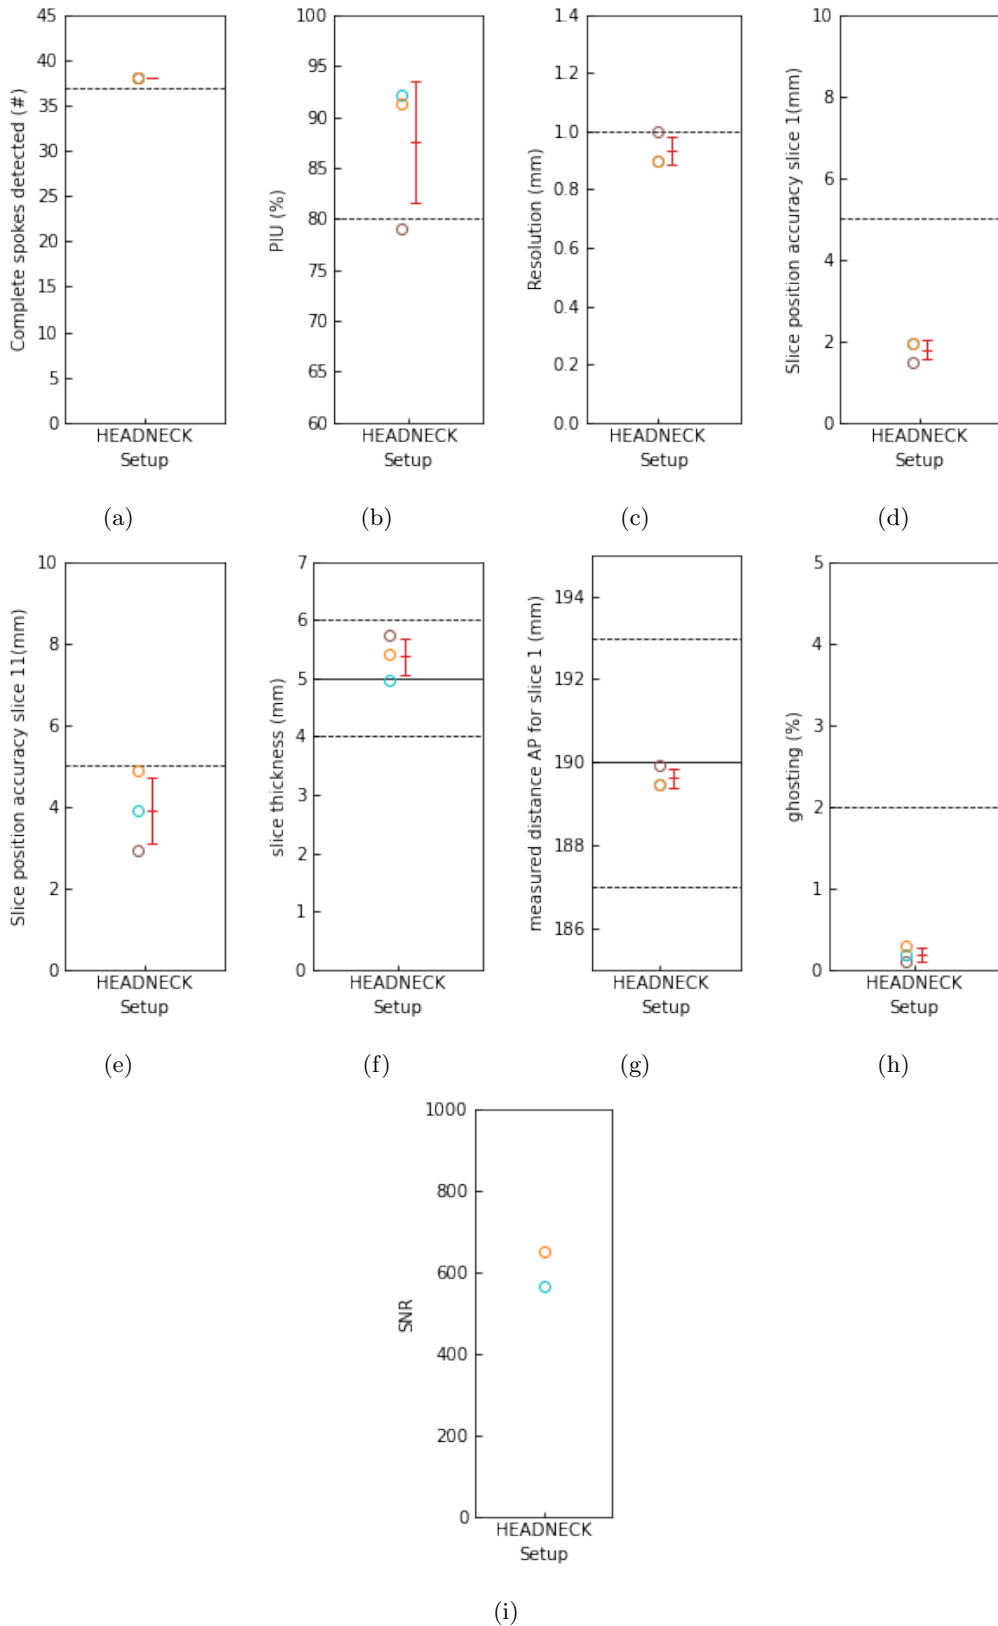 Complete spokes detected (#)
45
40
35
30
25
20
15
10
5
0
HEADNECK
Setup
(a)
PIU (%)
100
95
90
85
80
75
70
65
60
HEADNECK
Setup
(b)
Resolution (mm)
1.4
1.2
1.0
0.8
0.6
0.4
0.2
0.0
HEADNECK
Setup
(c)
Slice position accuracy slice 1(mm)
10
8
6
4
2
0
HEADNECK
Setup
(d)
Slice position accuracy slice 11(mm)
10
8
6
4
2
0
HEADNECK
Setup
(e)
slice thickness (mm)
7
6
5
4
3
2
1
0
HEADNECK
Setup
(f)
measured distance AP for slice 1 (mm)
194
192
190
188
186
HEADNECK
Setup
(g)
ghosting (%)
5
4
3
2
1
0
HEADNECK
Setup
(h)
SNR
1000
800
600
400
200
0
HEADNECK
Setup
(i)